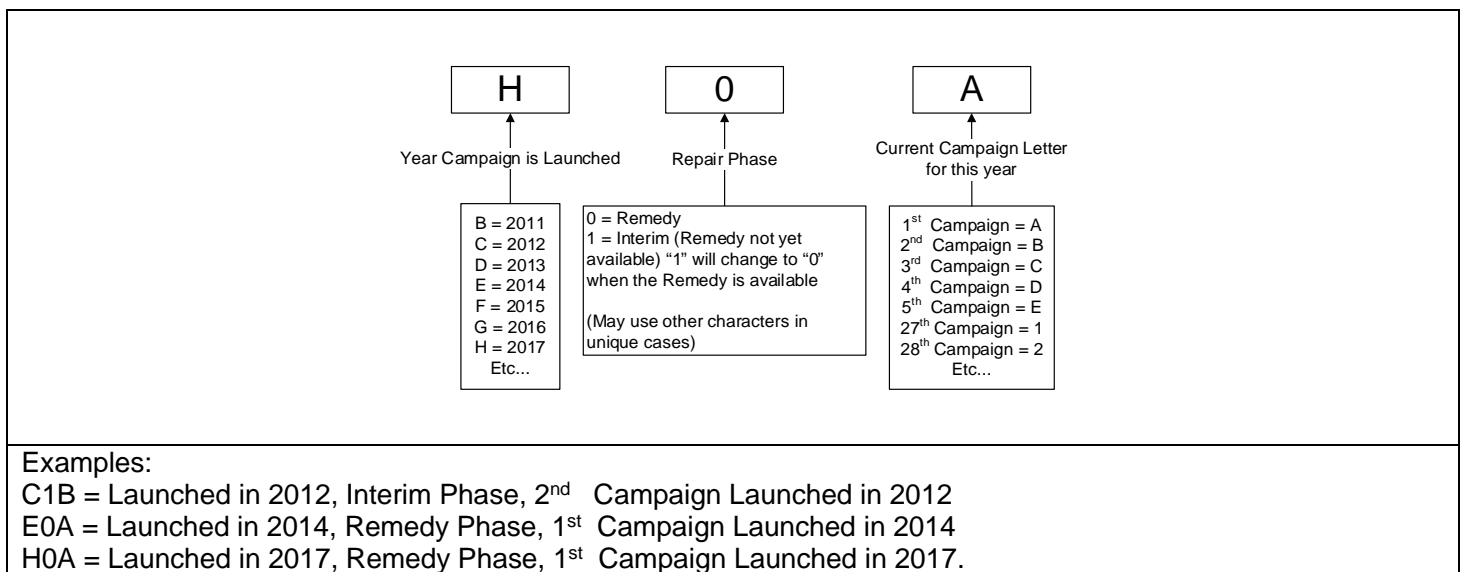 H
0
A
Year Campaign is Launched
Repair Phase
Current Campaign Letter
for this year
B = 2011
C = 2012
D = 2013
E = 2014
F = 2015
G = 2016
H = 2017
Etc...
0 = Remedy
1 = Interim (Remedy not yet
available) “1” will change to “0”
when the Remedy is available
(May use other characters in
unique cases)
1st Campaign = A
2nd Campaign = B
3rd Campaign = C
4th Campaign = D
5th Campaign = E
27th Campaign = 1
28th Campaign = 2
Etc...
Examples:
C1B = Launched in 2012, Interim Phase, 2nd Campaign Launched in 2012
E0A = Launched in 2014, Remedy Phase, 1st Campaign Launched in 2014
H0A = Launched in 2017, Remedy Phase, 1st Campaign Launched in 2017.